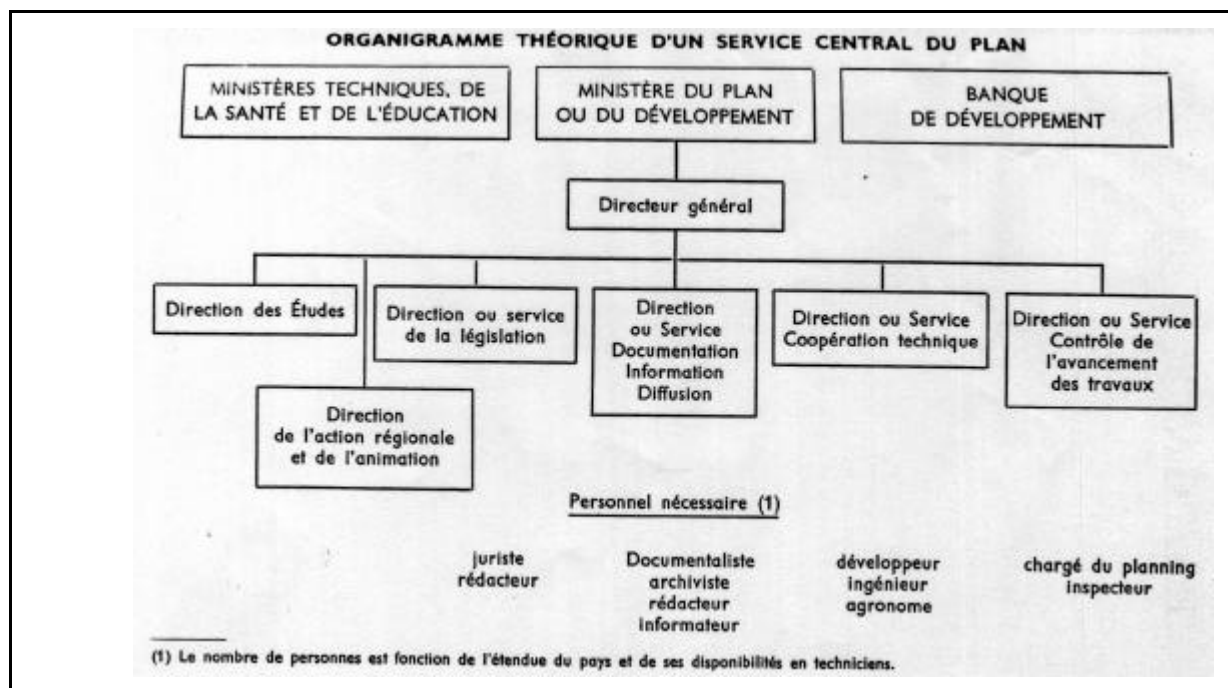 ORGANIGRAMME THÉORIQUE D'UN SERVICE CENTRAL DU PLAN
MINISTÈRES TECHNIQUES, DE
LA SANTÉ ET DE L'ÉDUCATION
MINISTÈRE DU PLAN
OU DU DÉVELOPPEMENT
BANQUE
DE DÉVELOPPEMENT
Directeur général
Direction des Études
Direction ou service
de la législation
Direction
ou Service
Documentation
Information
Diffusion
Direction ou Service
Coopération technique
Direction ou Service
Contrôle de
l'avancement
des travaux
Direction
de l'action régionale
et de l'animation
Personnel nécessaire (1)
juriste
rédacteur
Documentaliste
archiviste
rédacteur
informateur
développeur
ingénieur
agronome
chargé du planning
inspecteur
(1) Le nombre de personnes est fonction de l'étendue du pays et de ses disponibilités en techniciens.